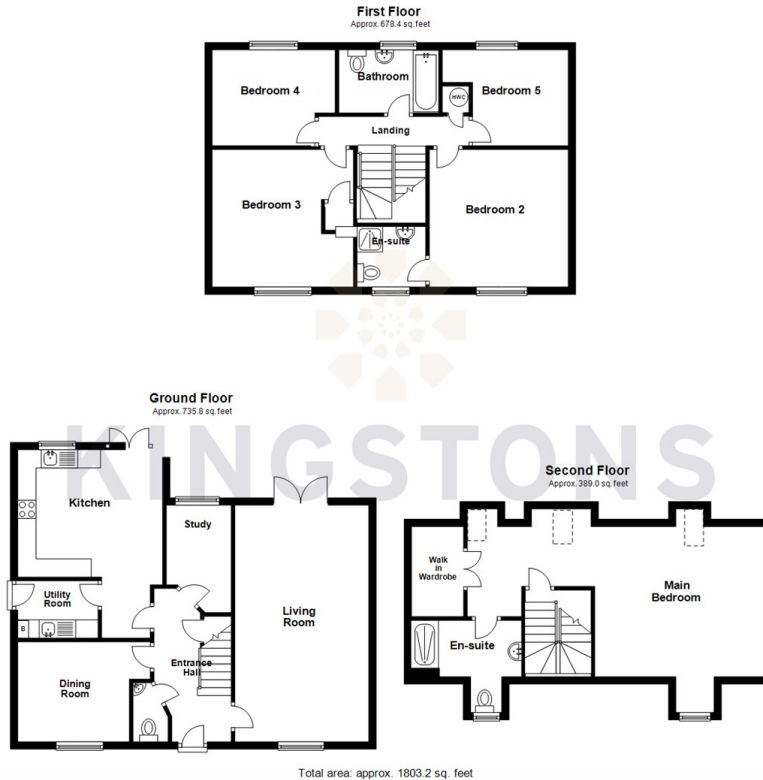 First Floor
Approx. 678.4 sq. feet
Bedroom 4
Bathroom
HWC
Bedroom 5
Landing
Bedroom 3
Bedroom 2
En-suite
Ground Floor
Approx. 735.8 sq. feet
KINGSTONS
Second Floor
Approx. 389.0 sq. feet
Kitchen
Study
Utility
Room
B
Living
Room
Dining
Room
Entrance
Hall
Walk
in
Wardrobe
Main
Bedroom
En-suite
Total area: approx. 1803.2 sq. feet